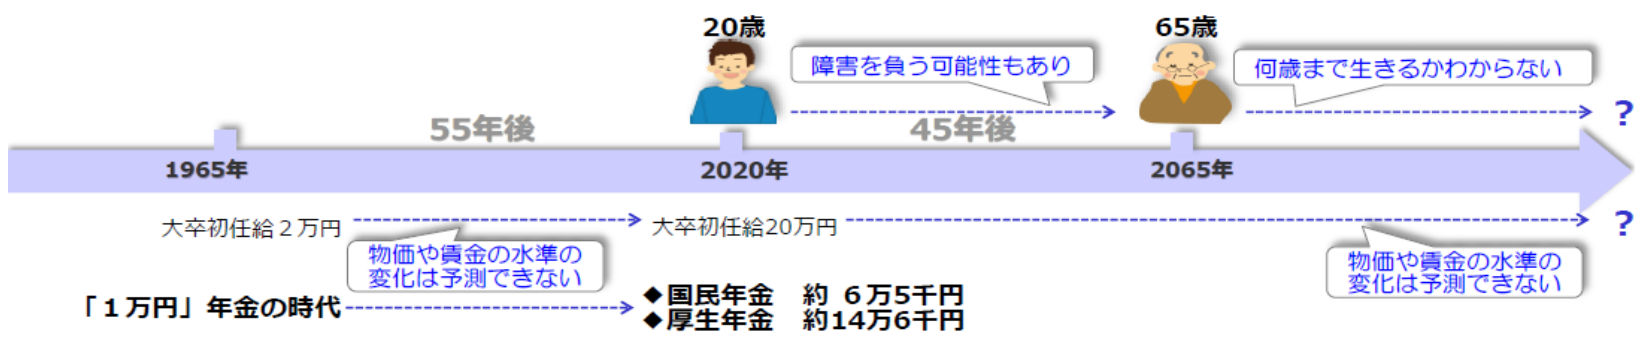 20歳
65歳
障害を負う可能性もあり
何歳まで生きるかわからない
?
55年後
45年後
1965年
2020年
2065年
大卒初任給２万円
大卒初任給20万円
?
物価や賃金の水準の
変化は予測できない
物価や賃金の水準の
変化は予測できない
「１万円」年金の時代
◆国民年金　約 ６万5千円
◆厚生年金　約14万6千円